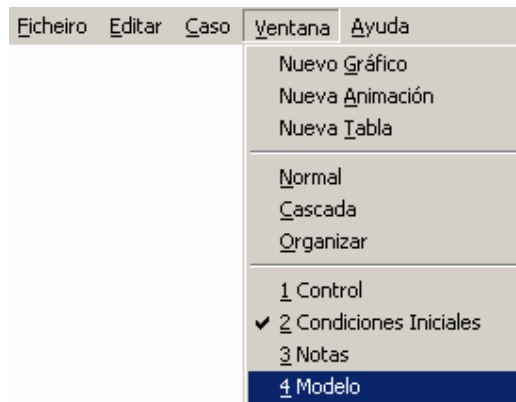 Ficheiro Editar Caso Ventana Ayuda
Nuevo Gráfico
Nueva Animación
Nueva Tabla
Normal
Cascada
Organizar
1 Control
✔ 2 Condiciones Iniciales
3 Notas
4 Modelo